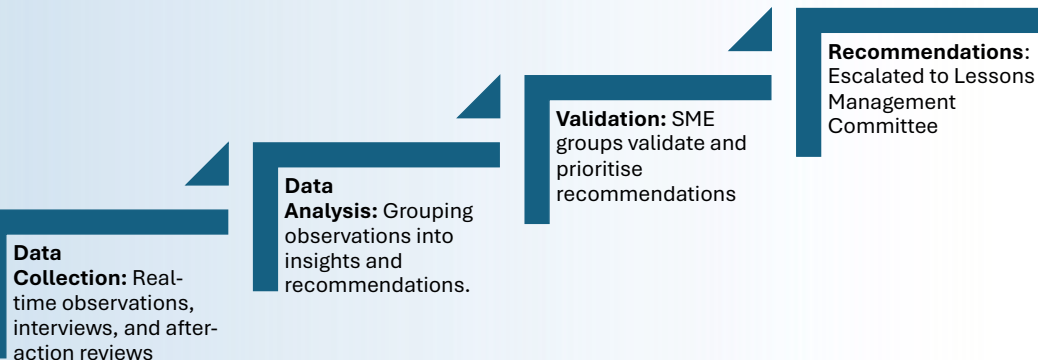 Data
Collection: Real-
time observations,
interviews, and after-
action reviews
Data
Analysis: Grouping
observations into
insights and
recommendations.
Validation: SME
groups validate and
prioritise
recommendations
Recommendations:
Escalated to Lessons
Management
Committee